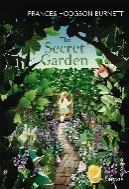 FRANCES HODGSON BURNETT
The
Secret
Garden